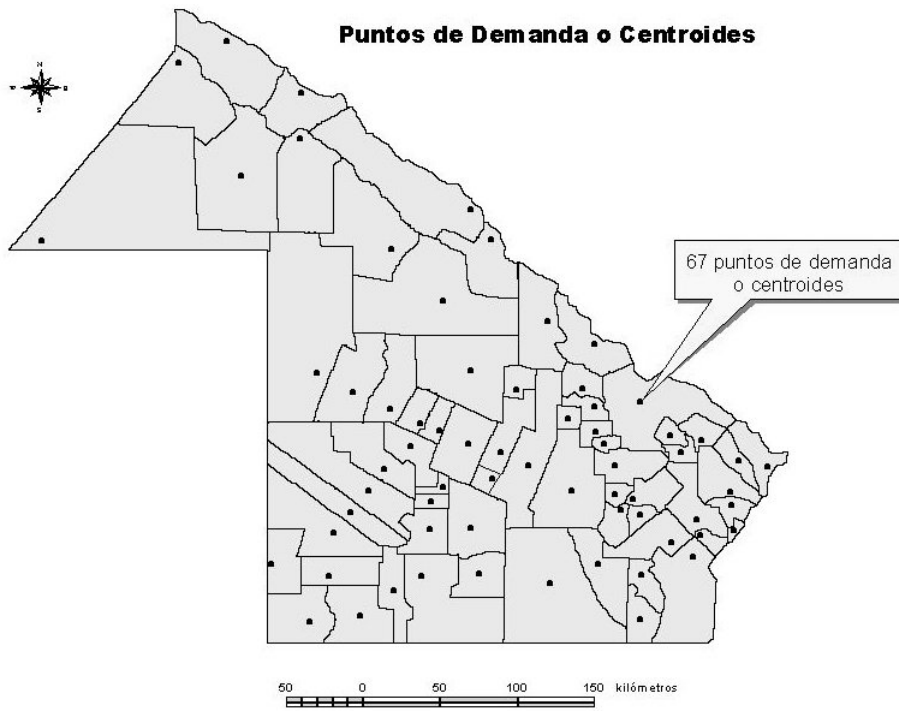 Puntos de Demanda o Centroides
N
S
67 puntos de demanda
o centroides
50 0 50 100 150 kilómetros